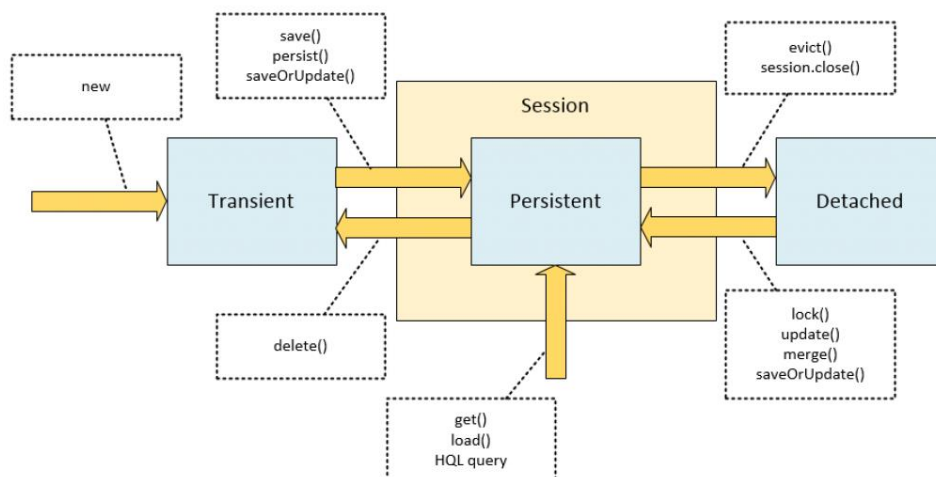 save()
persist()
saveOrUpdate()
evict()
session.close()
new
Session
Transient
Persistent
Detached
delete()
lock()
update()
merge()
saveOrUpdate()
get()
load()
HQL query